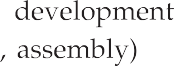 development
, assembly)